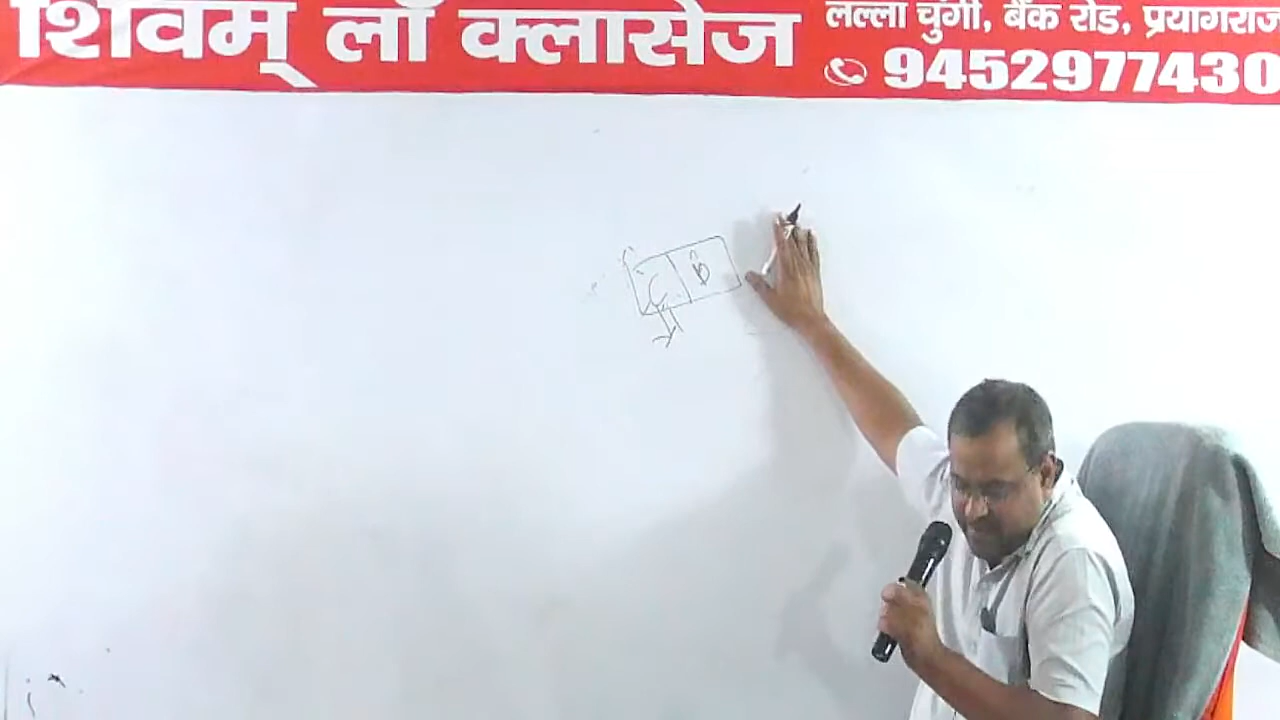 शिवम् लॉ क्लासेज
लल्ला चुंगी, बैंक रोड, प्रयागराज
9452977430
C B